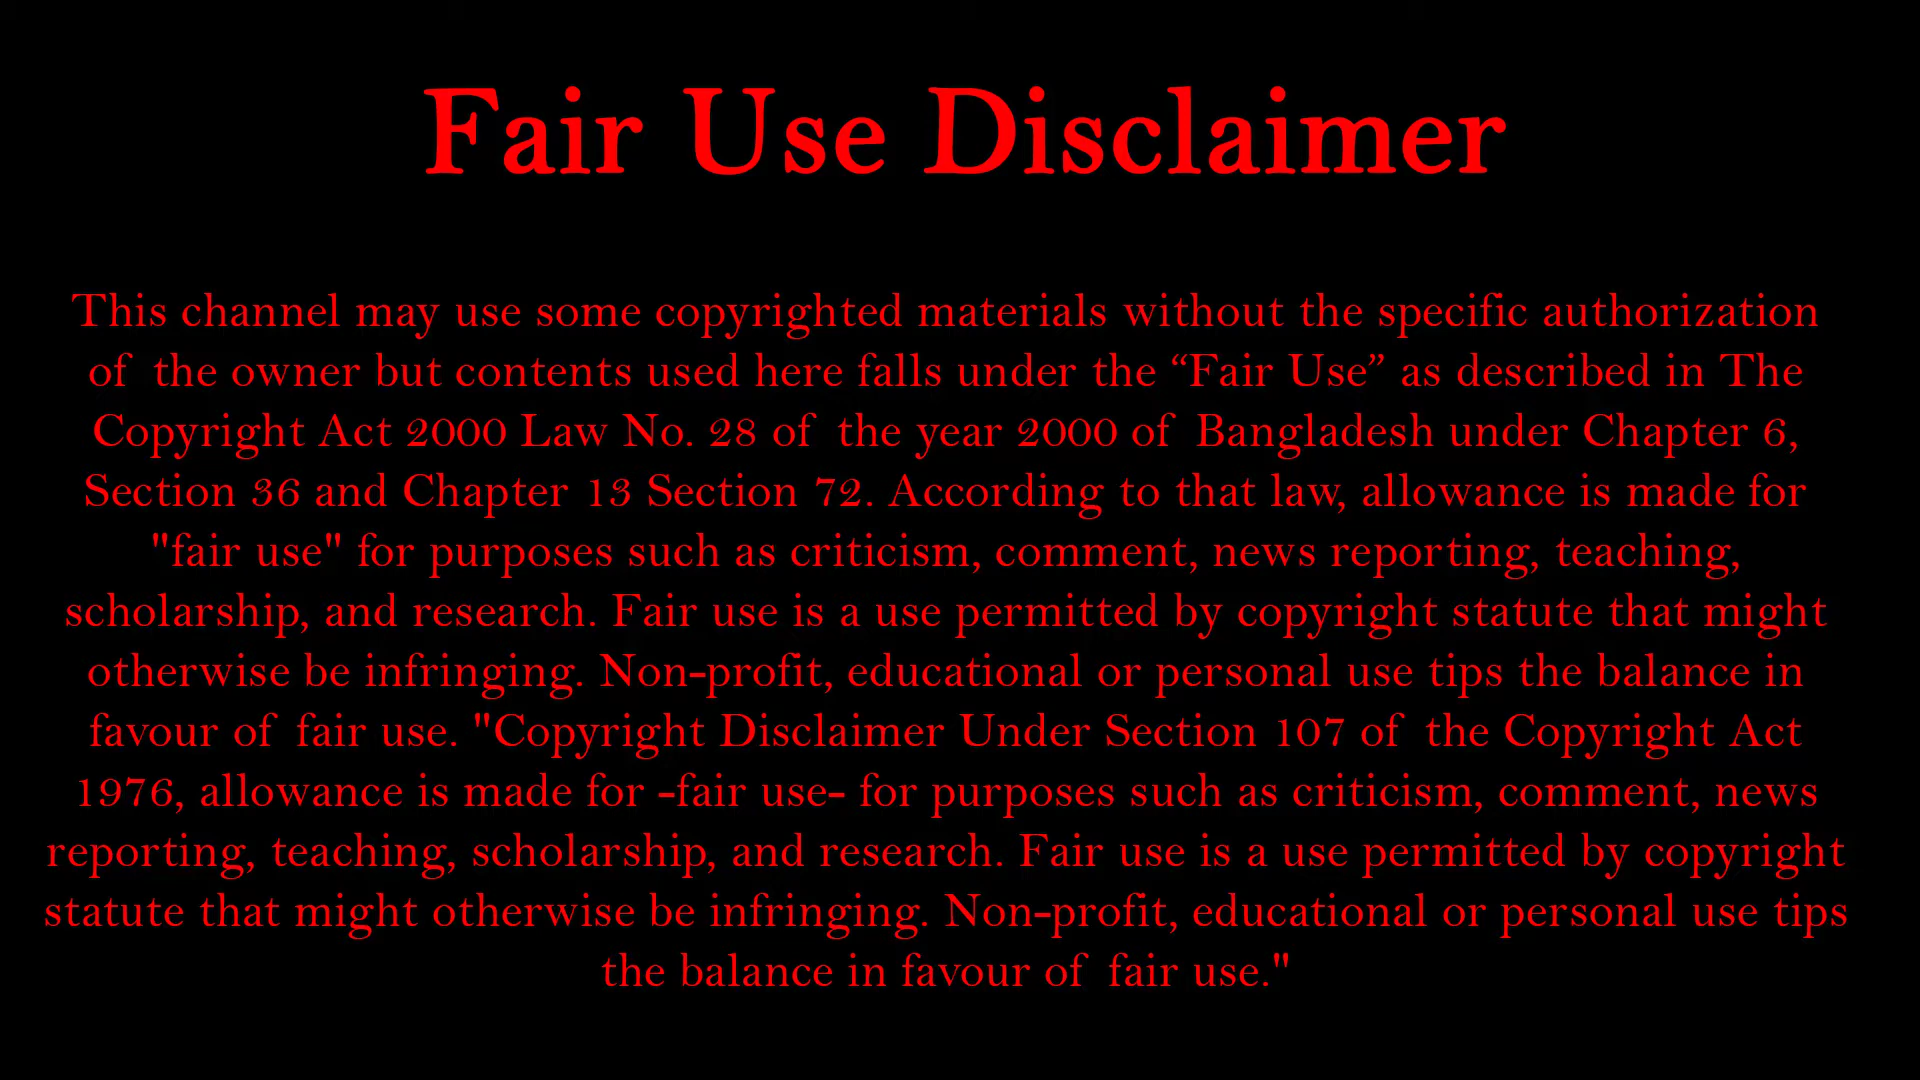 Fair Use Disclaimer
This channel may use some copyrighted materials without the specific authorization
of the owner but contents used here falls under the “Fair Use” as described in The
Copyright Act 2000 Law No. 28 of the year 2000 of Bangladesh under Chapter 6,
Section 36 and Chapter 13 Section 72. According to that law, allowance is made for
"fair use" for purposes such as criticism, comment, news reporting, teaching,
scholarship, and research. Fair use is a use permitted by copyright statute that might
otherwise be infringing. Non-profit, educational or personal use tips the balance in
favour of fair use. "Copyright Disclaimer Under Section 107 of the Copyright Act
1976, allowance is made for -fair use- for purposes such as criticism, comment, news
reporting, teaching, scholarship, and research. Fair use is a use permitted by copyright
statute that might otherwise be infringing. Non-profit, educational or personal use tips
the balance in favour of fair use."